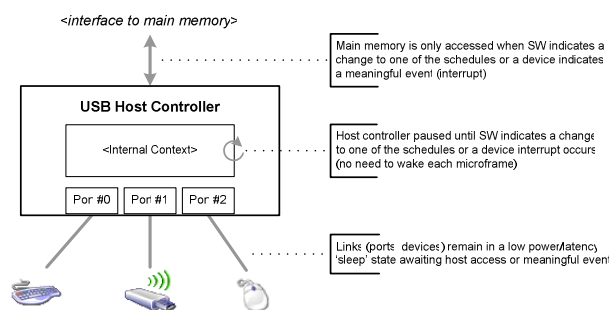 <interface to main memory>
Main memory is only accessed when SW indicates a
change to one of the schedules or a device indicates
a meaningful event (interrupt)
USB Host Controller
<Internal Context>
Host controller paused until SW indicates a change
to one of the schedules or a device interrupt occurs
(no need to wake each microframe)
Port #0 Port #1 Port #2
Links (ports devices) remain in a low power/latency
'sleep' state awaiting host access or meaningful event